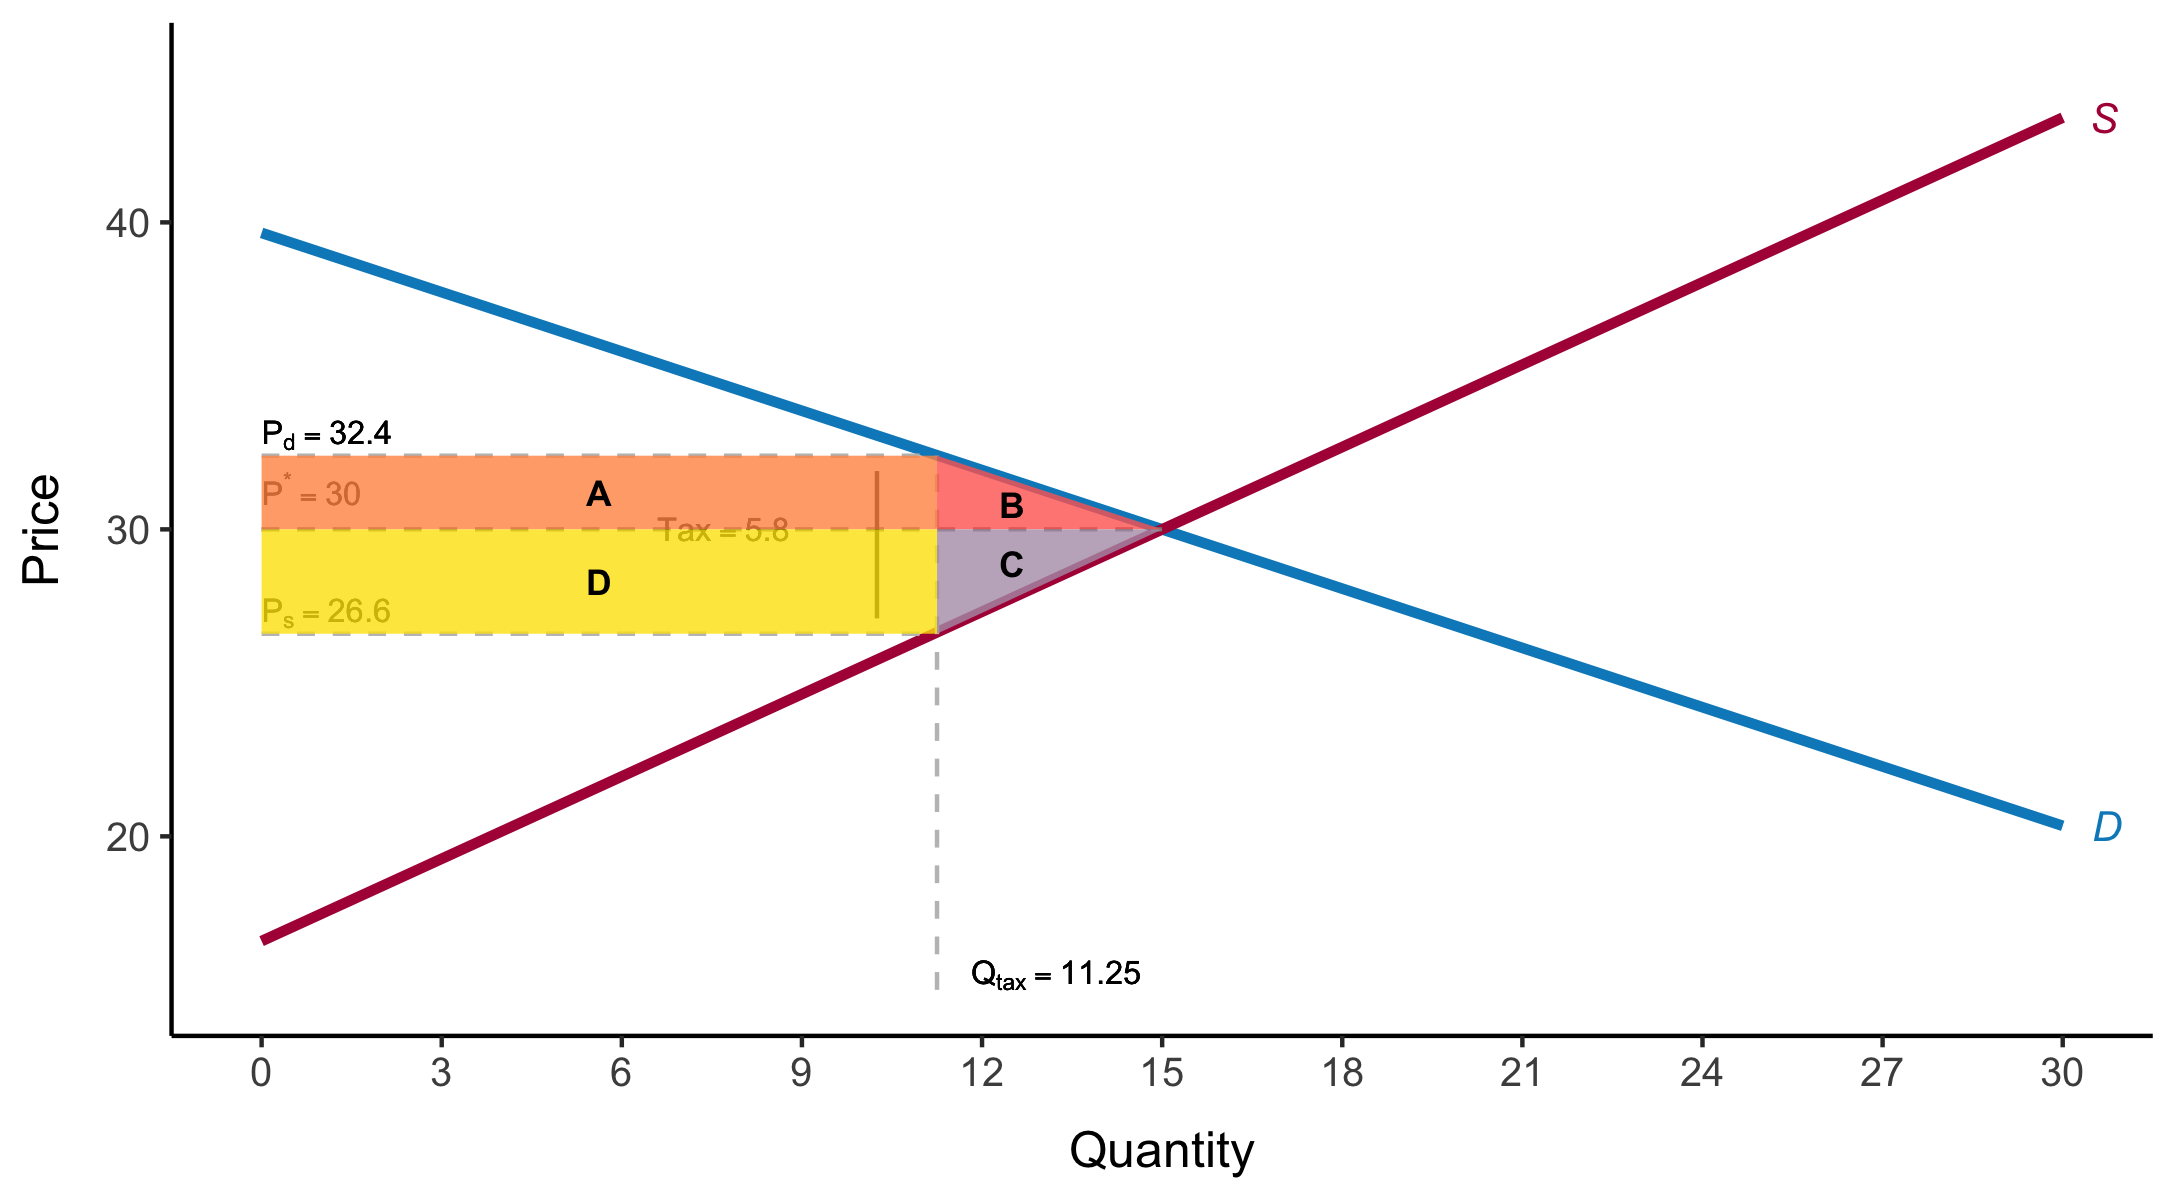 S
40
P_d = 32.4
P* = 30
A
B
30
Tax = 5.8
C
D
P_s = 26.6
Price
20
D
Q_tax = 11.25
0 3 6 9 12 15 18 21 24 27 30
Quantity